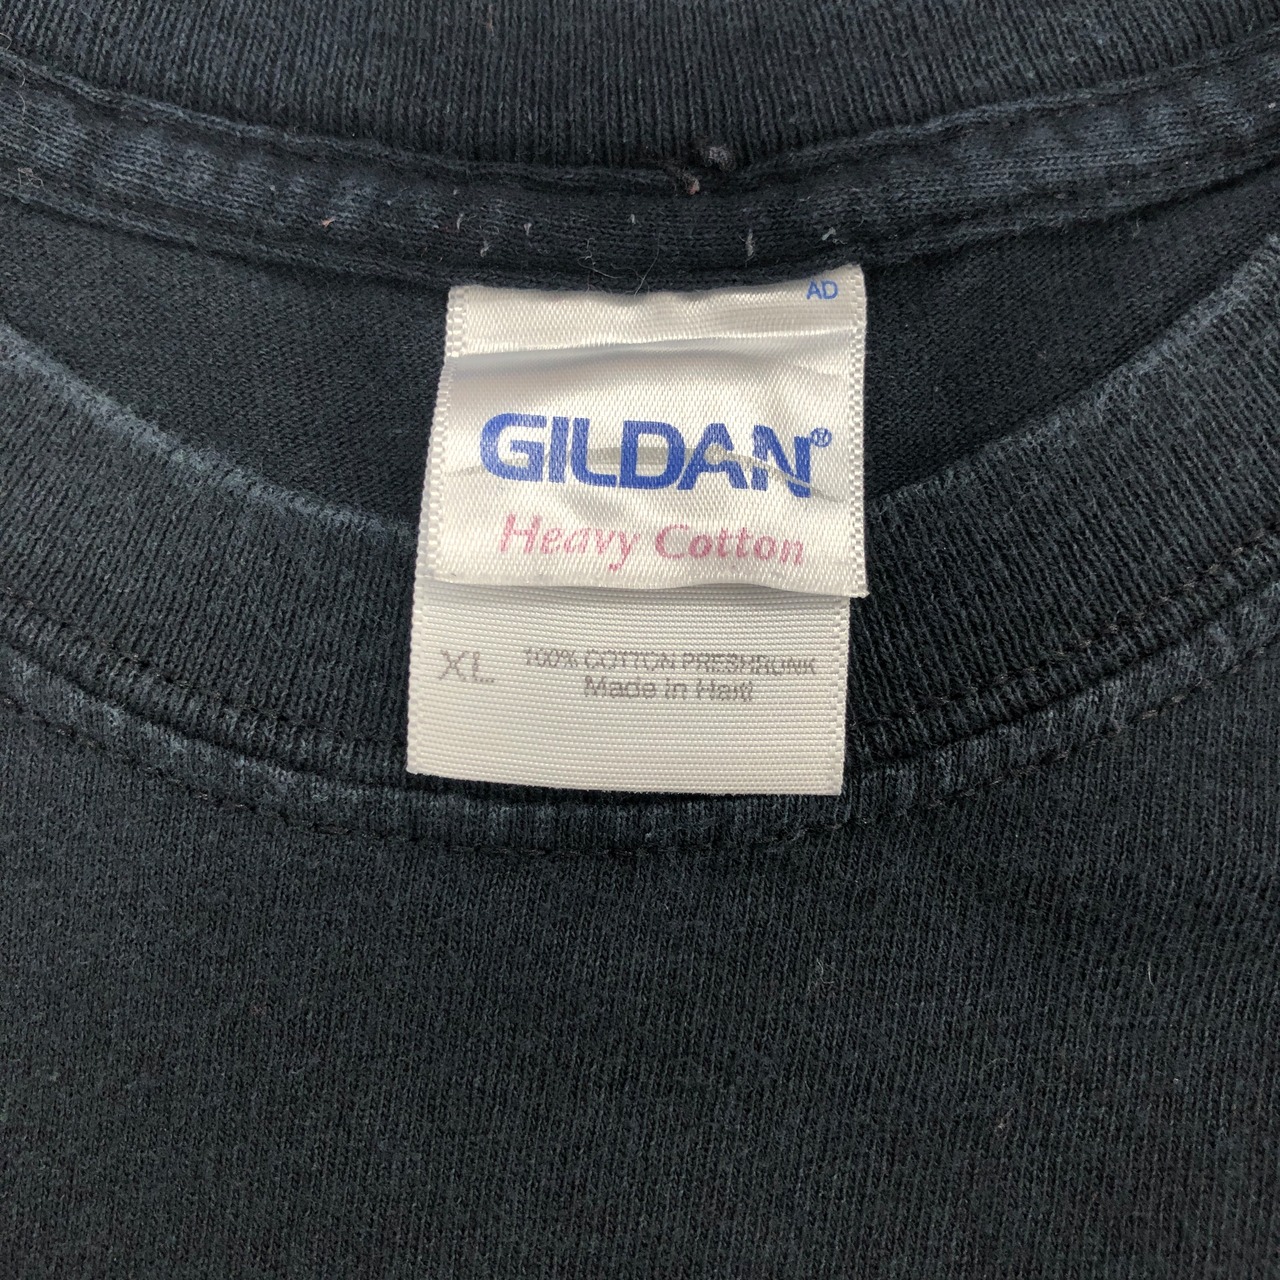 AD
GILDAN®
Heavy Cotton
XL 100% COTTON PRESHRUNK
Made in Haiti